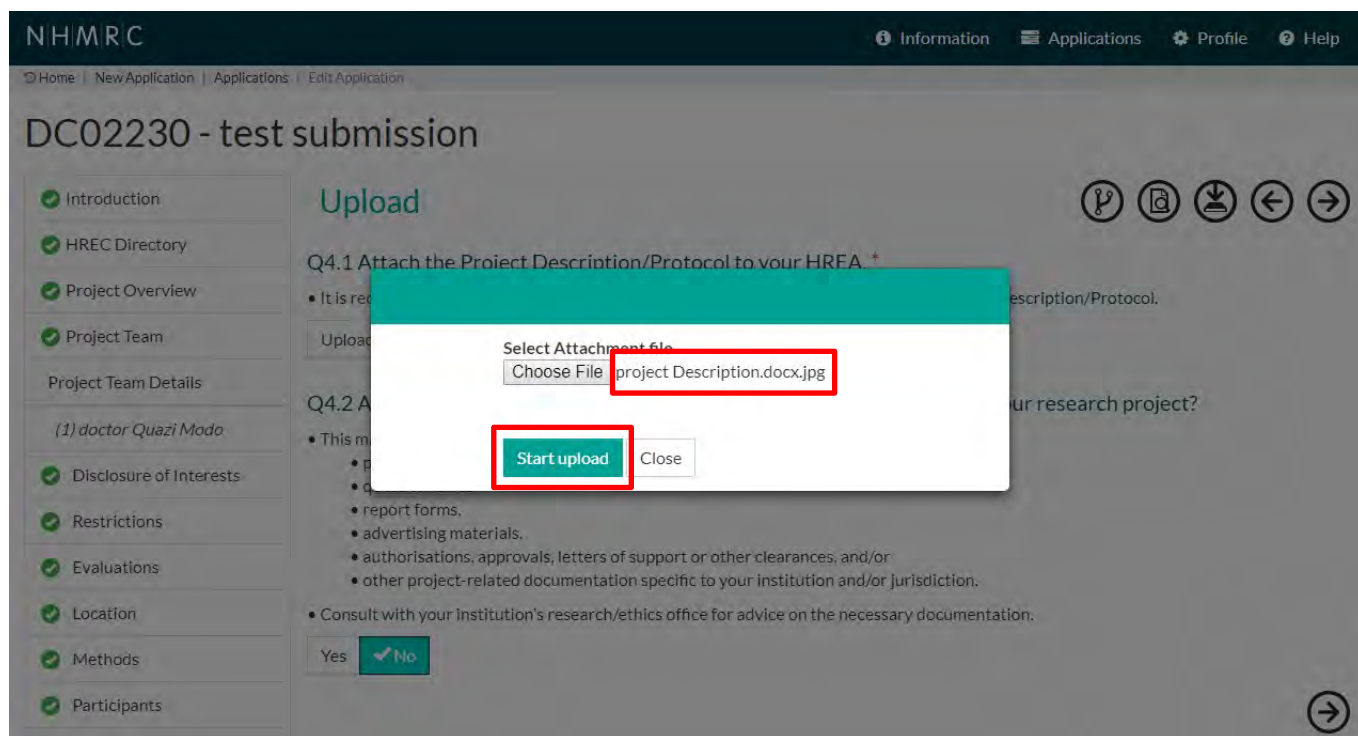 NHMRC
Information Applications Profile Help
Home | New Application | Applications | Edit Application
DC02230 - test submission
Introduction
HREC Directory
Project Overview
Project Team
Project Team Details
(1) doctor Quazi Modo
Disclosure of Interests
Restrictions
Evaluations
Location
Methods
Participants
Upload
Q4.1 Attach the Project Description/Protocol to your HREA. *
• It is rec
escription/Protocol.
Upload
Select Attachment file
Choose File project Description.docx.jpg
Start upload Close
Q4.2 A
ur research project?
• This m
• p
• q
• report forms,
• advertising materials,
• authorisations, approvals, letters of support or other clearances, and/or
• other project-related documentation specific to your institution and/or jurisdiction.
• Consult with your institution's research/ethics office for advice on the necessary documentation.
Yes No